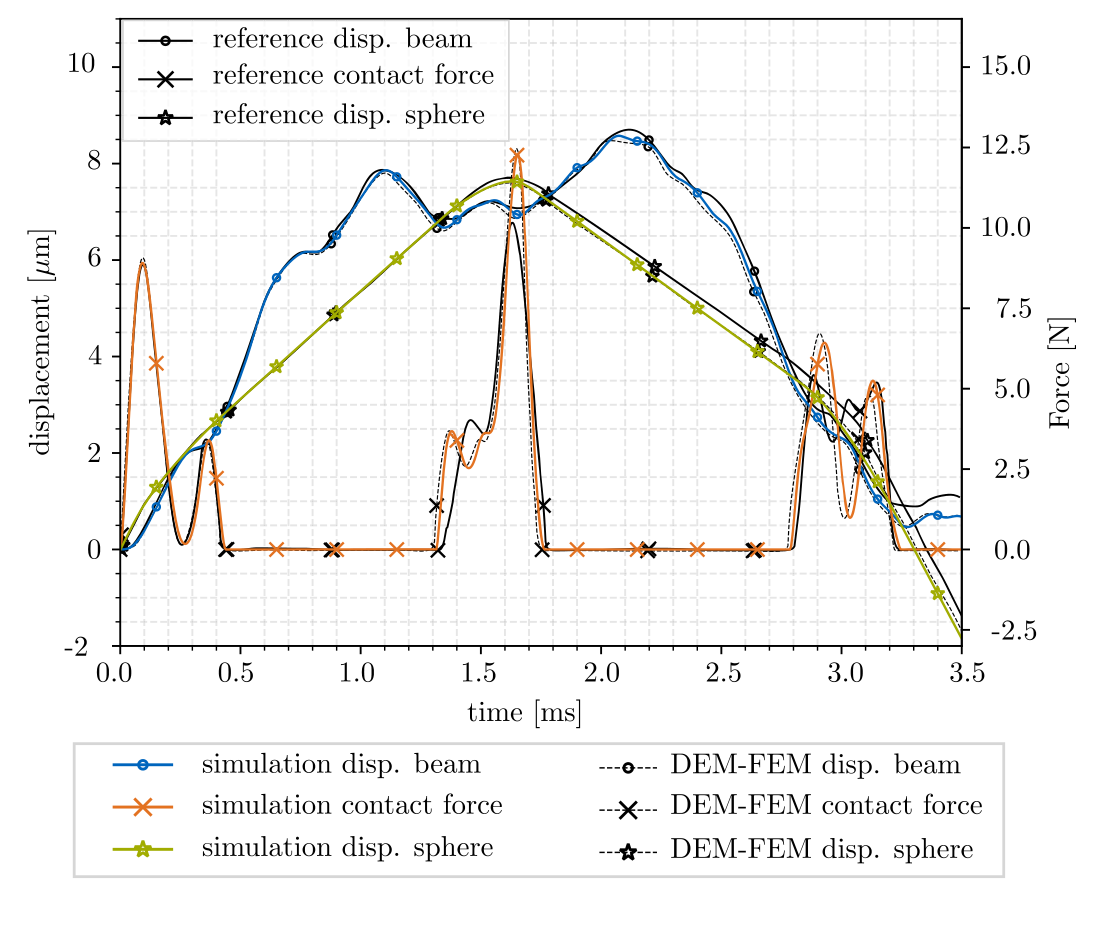 reference disp. beam
reference contact force
reference disp. sphere
10
8
6
4
2
0
-2
displacement [μm]
15.0
12.5
10.0
7.5
5.0
2.5
0.0
-2.5
Force [N]
0.0 0.5 1.0 1.5 2.0 2.5 3.0 3.5
time [ms]
simulation disp. beam
simulation contact force
simulation disp. sphere
DEM-FEM disp. beam
DEM-FEM contact force
DEM-FEM disp. sphere